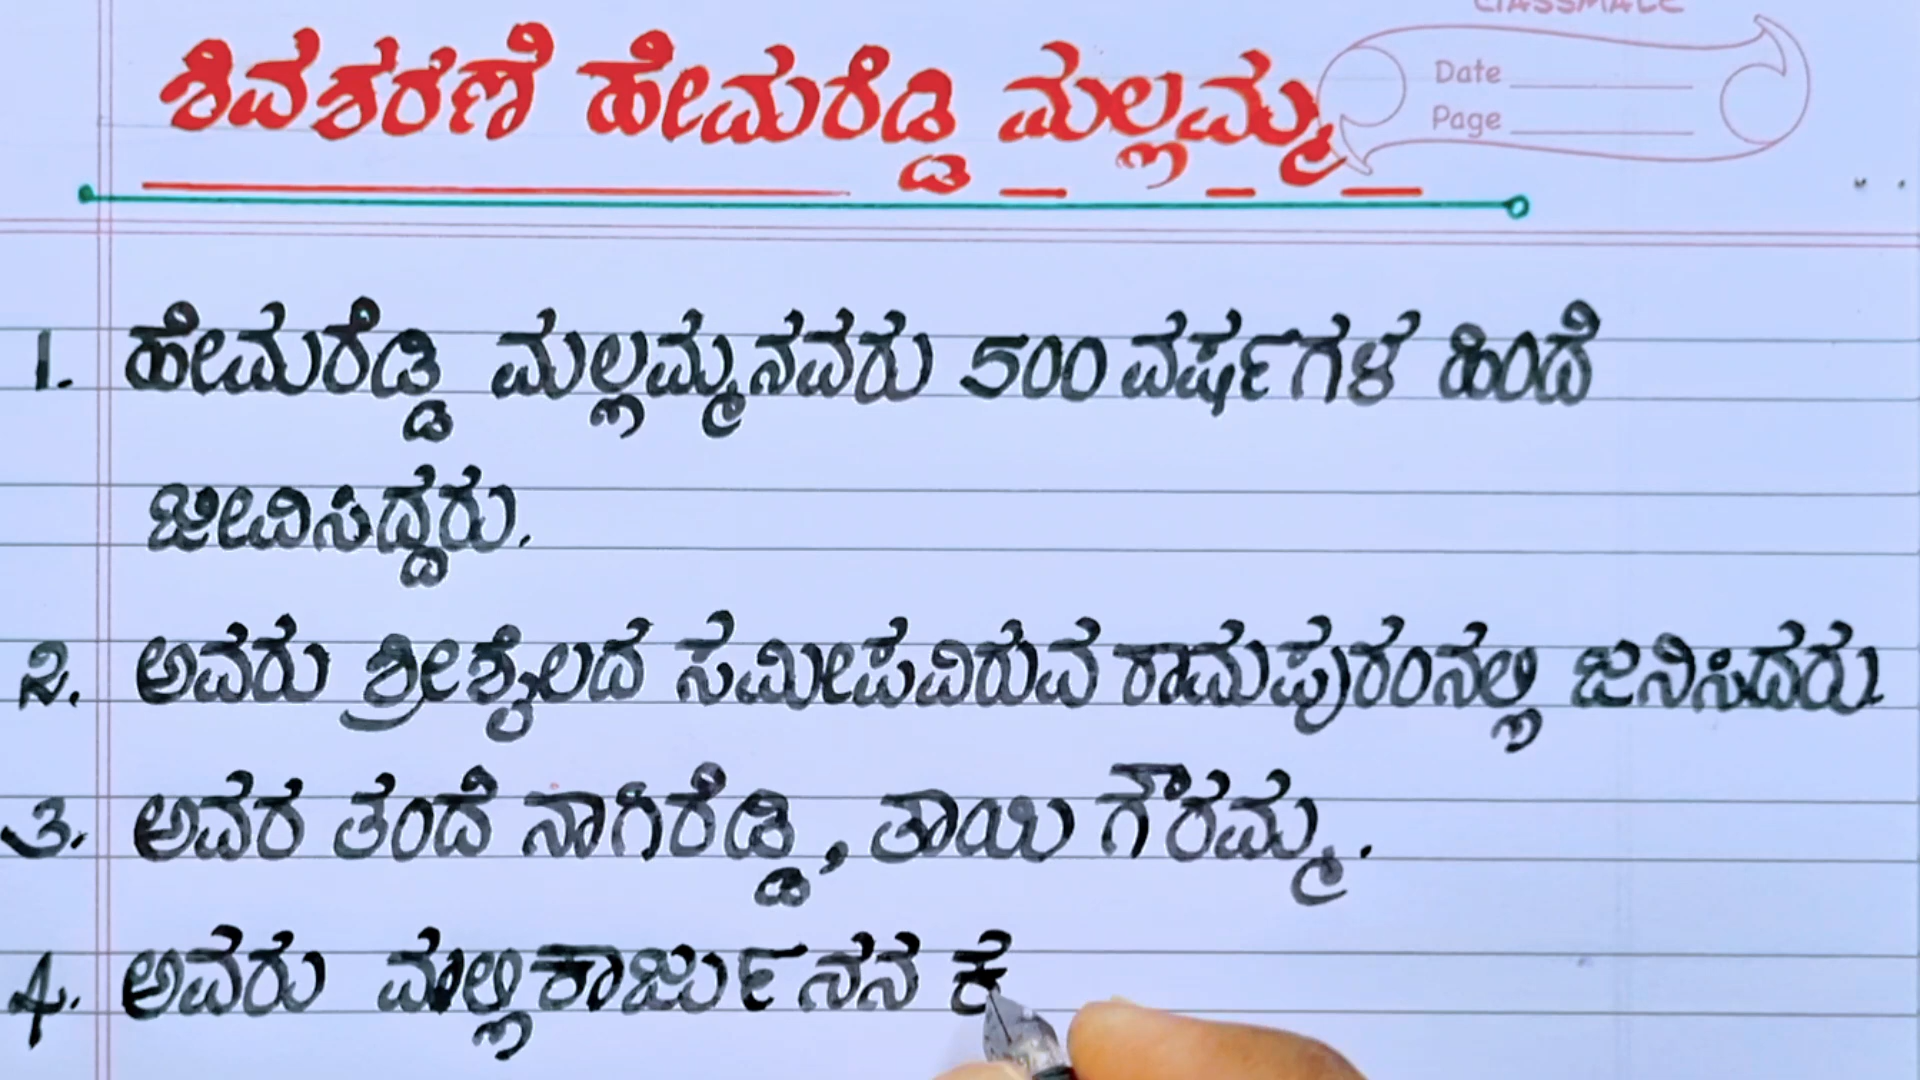 classmate
ಶಿವಶರಣೆ ಹೇಮರೆಡ್ಡಿ ಮಲ್ಲಮ್ಮ
Date
Page
1. ಹೇಮರೆಡ್ಡಿ ಮಲ್ಲಮ್ಮನವರು 500 ವರ್ಷಗಳ ಹಿಂದೆ
ಜೀವಿಸಿದ್ದರು.
2. ಅವರು ಶ್ರೀಶೈಲದ ಸಮೀಪವಿರುವ ರಾಮಪುರಂನಲ್ಲಿ ಜನಿಸಿದರು.
3. ಅವರ ತಂದೆ ನಾಗಿರೆಡ್ಡಿ, ತಾಯಿ ಗೌರಮ್ಮ.
4. ಅವರು ಮಲ್ಲಿಕಾರ್ಜುನನ ಕ